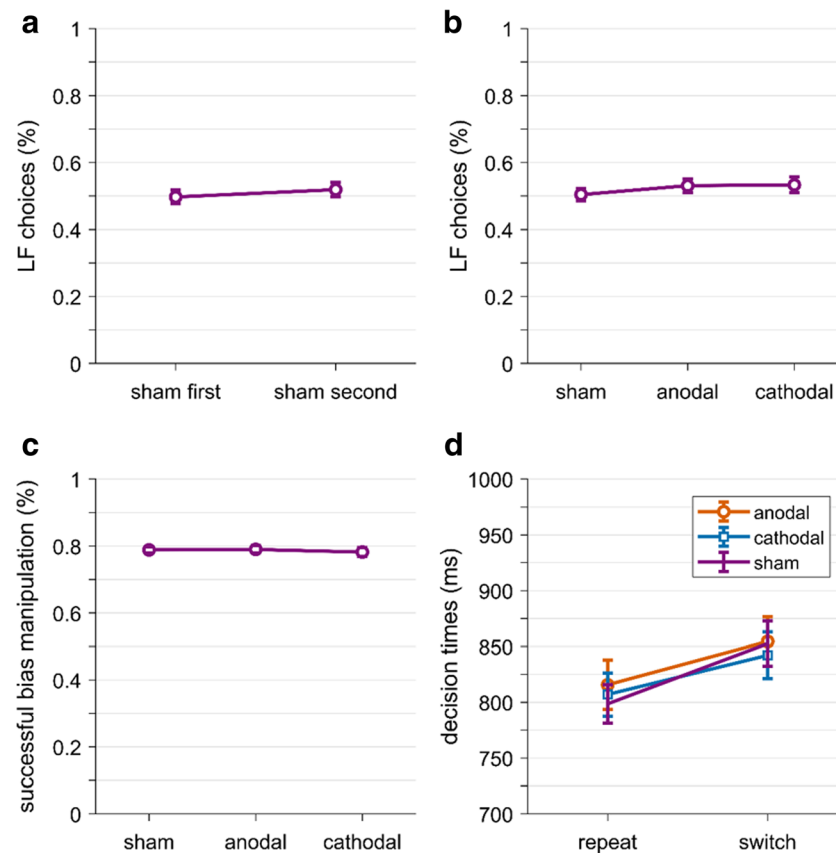 a
LF choices (%)
1
0.8
0.6
0.4
0.2
0
sham first
sham second
b
LF choices (%)
1
0.8
0.6
0.4
0.2
0
sham
anodal
cathodal
c
successful bias manipulation (%)
1
0.8
0.6
0.4
0.2
0
sham
anodal
cathodal
d
decision times (ms)
1000
950
900
850
800
750
700
anodal
cathodal
sham
repeat
switch